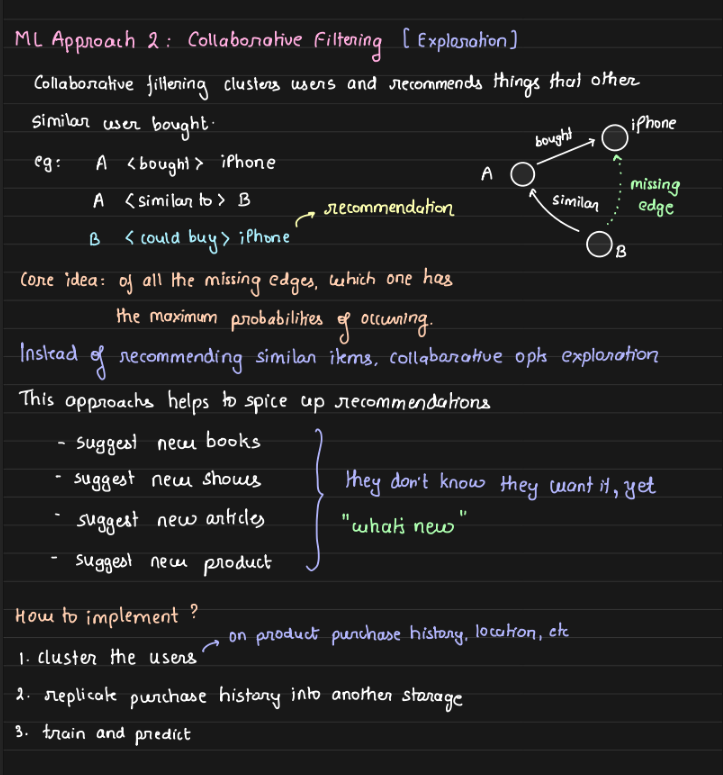 ML Approach 2: Collaborative Filtering [Exploration]
Collaborative filtering clusters users and recommends things that other
similar user bought.
eg: A <bought> iPhone
A <similar to> B
recommendation
B <could buy> iPhone
iPhone
bought
A
similar
missing
edge
B
Core idea: of all the missing edges, which one has
the maximum probabilities of occuring.
Instead of recommending similar items, collaborative opts exploration
This approachs helps to spice up recommendations
- suggest new books
- suggest new shows
- suggest new articles
- suggest new product
they don't know they want it, yet
"what's new"
How to implement?
on product purchase history, location, etc
1. cluster the users
2. replicate purchase history into another storage
3. train and predict